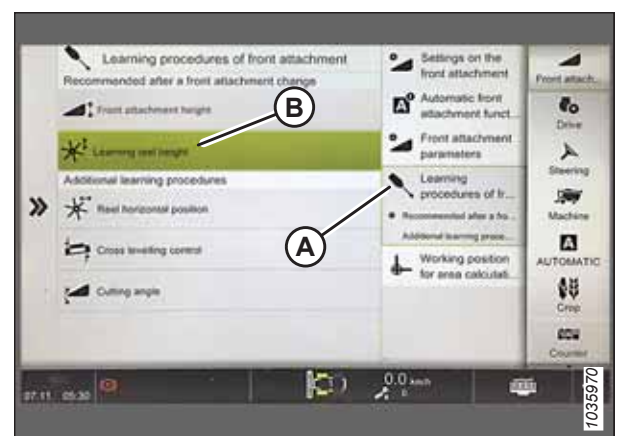 Learning procedures of front attachment
Recommended after a front attachment change
Front attachment height
Learning reel height
Additional learning procedures
Reel horizontal position
Cross levelling control
Cutting angle
B
A
Settings on the
front attachment
Automatic front
attachment funct...
Front attachment
parameters
Learning
procedures of fr...
Recommended after a fro...
Additional learning proce...
Working position
for area calculati...
Front attach...
Drive
Steering
Machine
A
AUTOMATIC
Crop
Counter
07:11 05:30
0.0 km/h
0
1035970